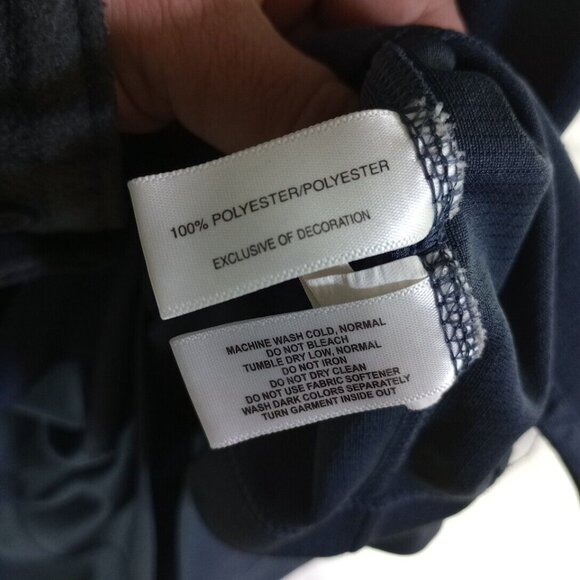 100% POLYESTER/POLYESTER
EXCLUSIVE OF DECORATION
MACHINE WASH COLD, NORMAL
DO NOT BLEACH
TUMBLE DRY LOW, NORMAL
DO NOT IRON
DO NOT DRY CLEAN
DO NOT USE FABRIC SOFTENER
WASH DARK COLORS SEPARATELY
TURN GARMENT INSIDE OUT